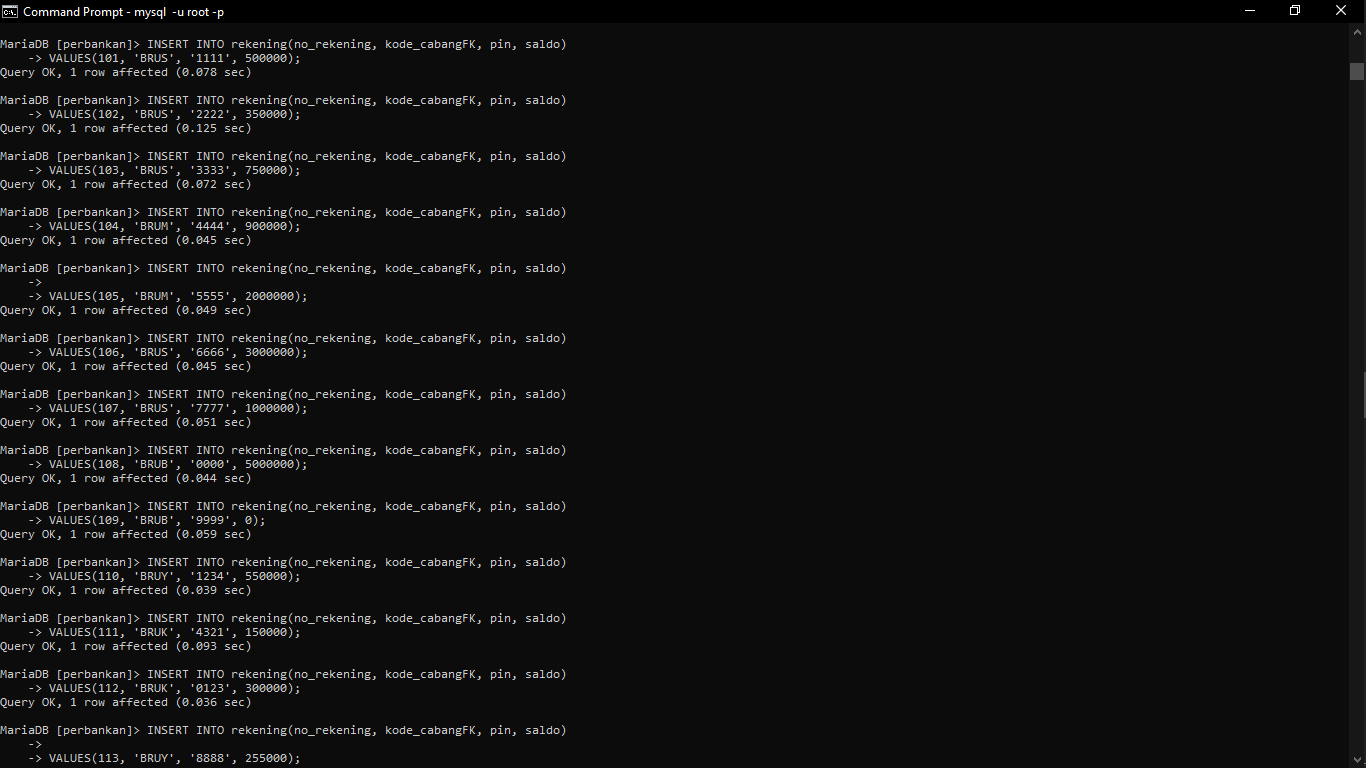 Command Prompt - mysql -u root -p
MariaDB [perbankan]> INSERT INTO rekening(no_rekening, kode_cabangFK, pin, saldo)
    -> VALUES(101, 'BRUS', '1111', 500000);
Query OK, 1 row affected (0.078 sec)
MariaDB [perbankan]> INSERT INTO rekening(no_rekening, kode_cabangFK, pin, saldo)
    -> VALUES(102, 'BRUS', '2222', 350000);
Query OK, 1 row affected (0.125 sec)
MariaDB [perbankan]> INSERT INTO rekening(no_rekening, kode_cabangFK, pin, saldo)
    -> VALUES(103, 'BRUS', '3333', 750000);
Query OK, 1 row affected (0.072 sec)
MariaDB [perbankan]> INSERT INTO rekening(no_rekening, kode_cabangFK, pin, saldo)
    -> VALUES(104, 'BRUM', '4444', 900000);
Query OK, 1 row affected (0.045 sec)
MariaDB [perbankan]> INSERT INTO rekening(no_rekening, kode_cabangFK, pin, saldo)
    ->
    -> VALUES(105, 'BRUM', '5555', 2000000);
Query OK, 1 row affected (0.049 sec)
MariaDB [perbankan]> INSERT INTO rekening(no_rekening, kode_cabangFK, pin, saldo)
    -> VALUES(106, 'BRUS', '6666', 3000000);
Query OK, 1 row affected (0.045 sec)
MariaDB [perbankan]> INSERT INTO rekening(no_rekening, kode_cabangFK, pin, saldo)
    -> VALUES(107, 'BRUS', '7777', 1000000);
Query OK, 1 row affected (0.051 sec)
MariaDB [perbankan]> INSERT INTO rekening(no_rekening, kode_cabangFK, pin, saldo)
    -> VALUES(108, 'BRUB', '0000', 5000000);
Query OK, 1 row affected (0.044 sec)
MariaDB [perbankan]> INSERT INTO rekening(no_rekening, kode_cabangFK, pin, saldo)
    -> VALUES(109, 'BRUB', '9999', 0);
Query OK, 1 row affected (0.059 sec)
MariaDB [perbankan]> INSERT INTO rekening(no_rekening, kode_cabangFK, pin, saldo)
    -> VALUES(110, 'BRUY', '1234', 550000);
Query OK, 1 row affected (0.039 sec)
MariaDB [perbankan]> INSERT INTO rekening(no_rekening, kode_cabangFK, pin, saldo)
    -> VALUES(111, 'BRUK', '4321', 150000);
Query OK, 1 row affected (0.093 sec)
MariaDB [perbankan]> INSERT INTO rekening(no_rekening, kode_cabangFK, pin, saldo)
    -> VALUES(112, 'BRUK', '0123', 300000);
Query OK, 1 row affected (0.036 sec)
MariaDB [perbankan]> INSERT INTO rekening(no_rekening, kode_cabangFK, pin, saldo)
    ->
    -> VALUES(113, 'BRUY', '8888', 255000);